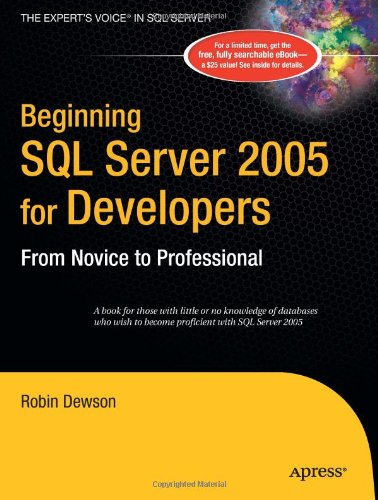 THE EXPERT'S VOICE® IN SQL SERVER
For a limited time, get the
free, fully searchable eBook—
a $25 value! See inside for details.
Beginning
SQL Server 2005
for Developers
From Novice to Professional
A book for those with little or no knowledge of databases
who wish to become proficient with SQL Server 2005
Robin Dewson
Apress®
Copyrighted Material